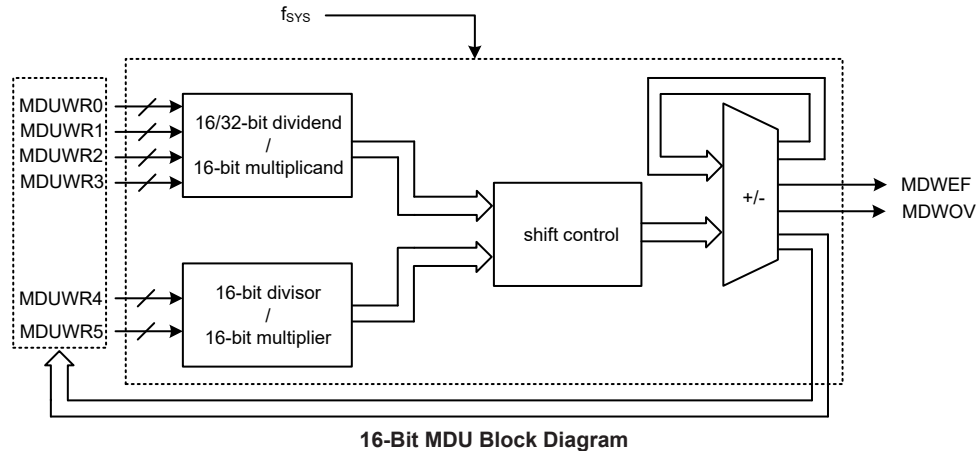 fSYS
MDUWR0
MDUWR1
MDUWR2
MDUWR3
16/32-bit dividend
/
16-bit multiplicand
shift control
+/-
MDWEF
MDWOV
MDUWR4
MDUWR5
16-bit divisor
/
16-bit multiplier
16-Bit MDU Block Diagram